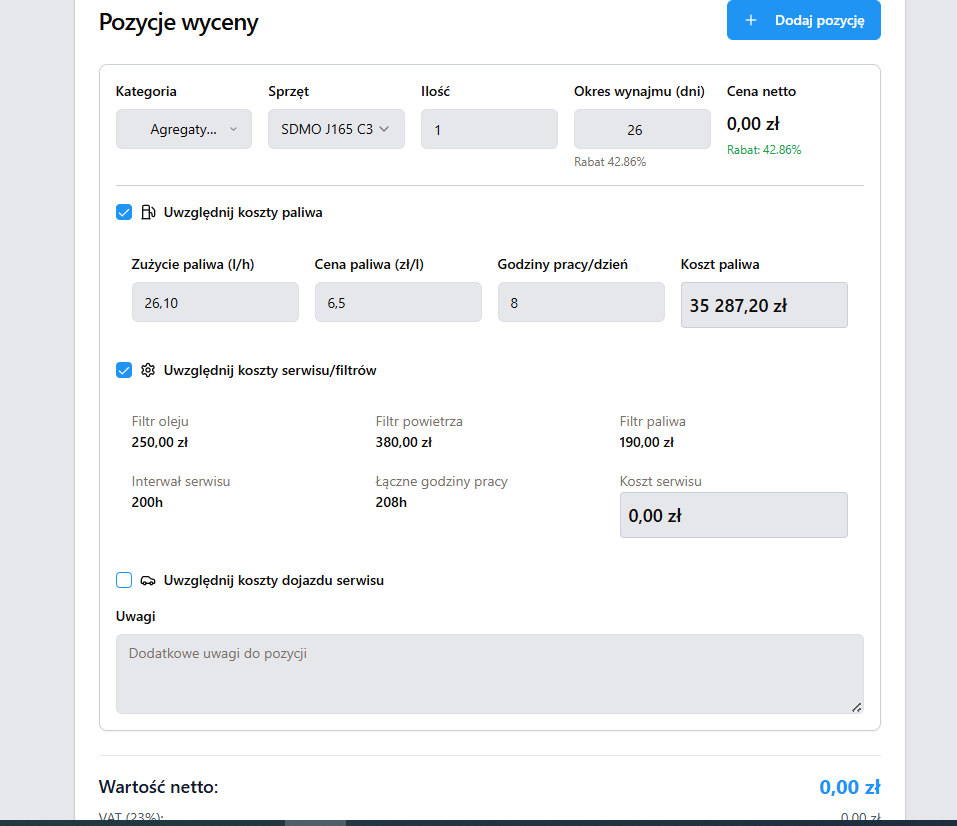 Pozycje wyceny
+ Dodaj pozycję
Kategoria Sprzęt Ilość Okres wynajmu (dni) Cena netto
Agregaty... SDMO J165 C3 1 26 0,00 zł
Rabat 42.86% Rabat: 42.86%
Uwzględnij koszty paliwa
Zużycie paliwa (l/h) Cena paliwa (zł/l) Godziny pracy/dzień Koszt paliwa
26,10 6,5 8 35 287,20 zł
Uwzględnij koszty serwisu/filtrów
Filtr oleju Filtr powietrza Filtr paliwa
250,00 zł 380,00 zł 190,00 zł
Interwał serwisu Łączne godziny pracy Koszt serwisu
200h 208h 0,00 zł
Uwzględnij koszty dojazdu serwisu
Uwagi
Dodatkowe uwagi do pozycji
Wartość netto: 0,00 zł
VAT (23%): 0,00 zł